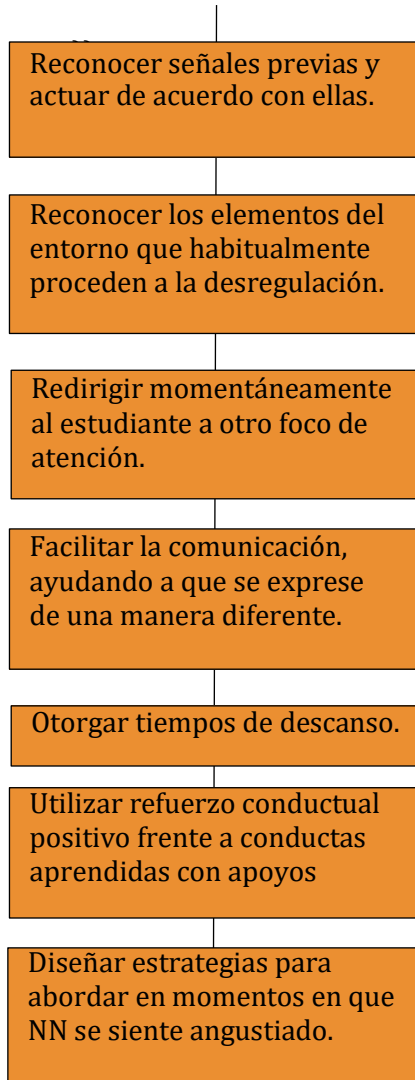 Reconocer señales previas y
actuar de acuerdo con ellas.
Reconocer los elementos del
entorno que habitualmente
proceden a la desregulación.
Redirigir momentáneamente
al estudiante a otro foco de
atención.
Facilitar la comunicación,
ayudando a que se exprese
de una manera diferente.
Otorgar tiempos de descanso.
Utilizar refuerzo conductual
positivo frente a conductas
aprendidas con apoyos
Diseñar estrategias para
abordar en momentos en que
NN se siente angustiado.